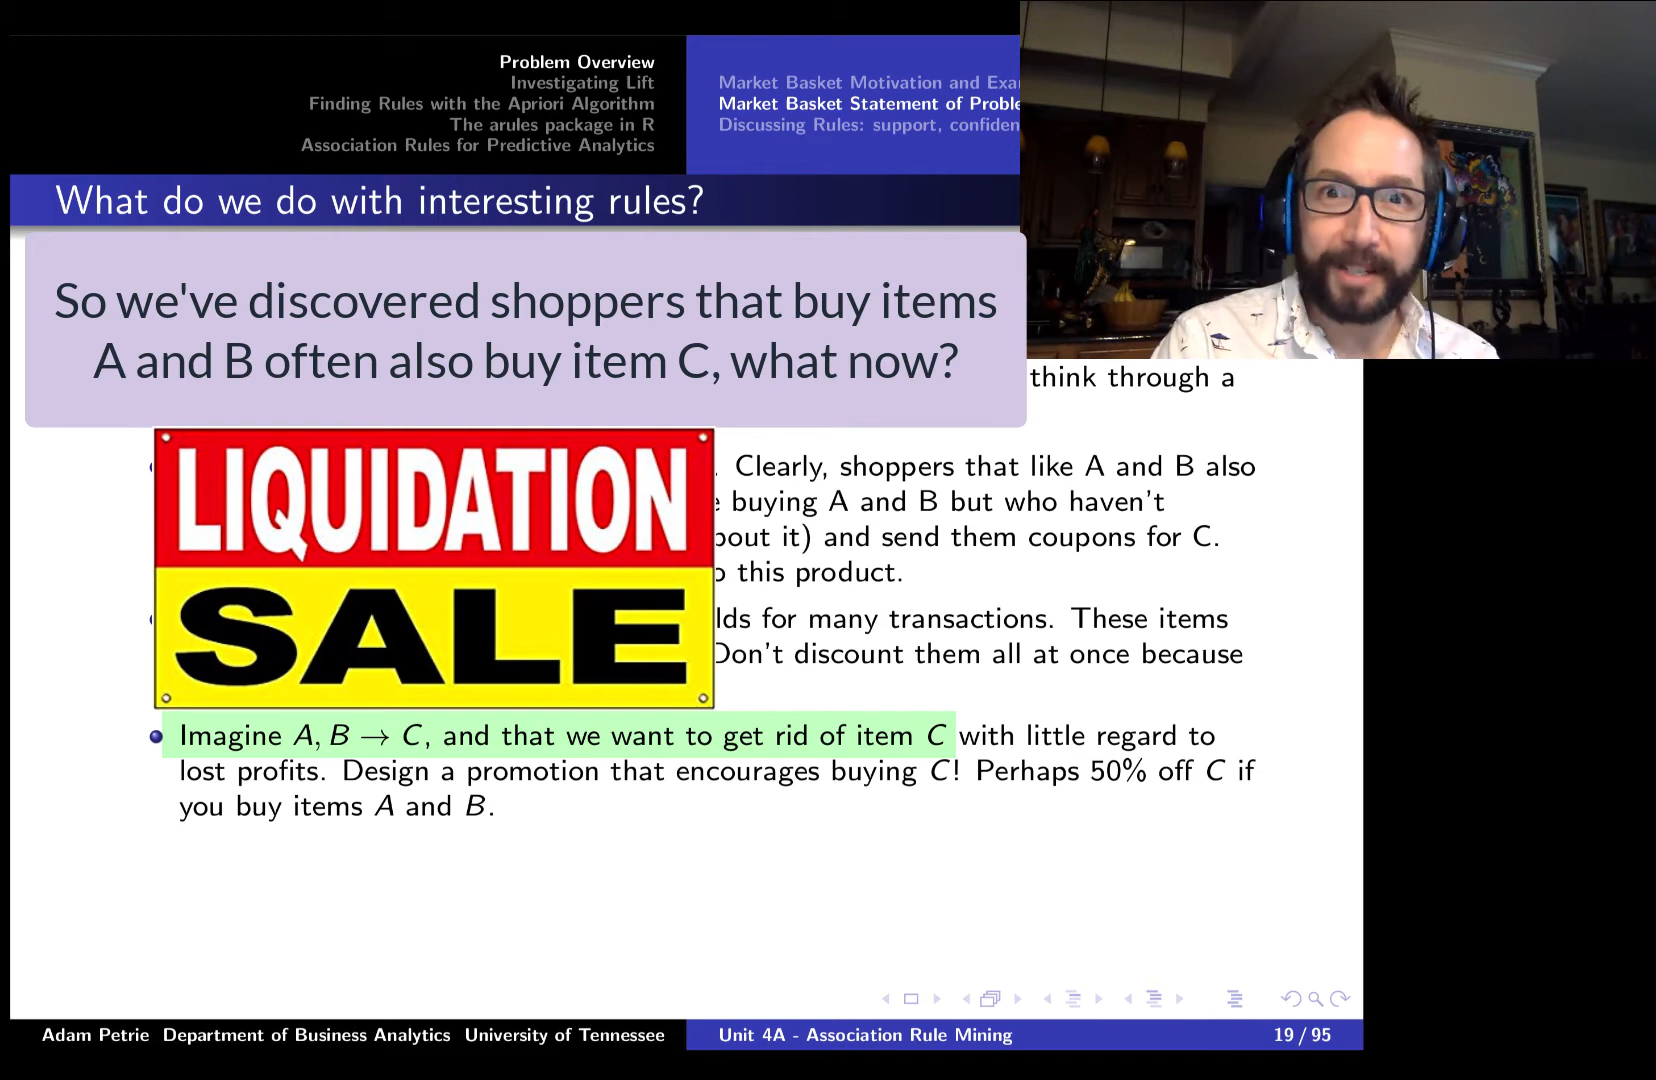 Problem Overview
Investigating Lift
Finding Rules with the Apriori Algorithm
The arules package in R
Association Rules for Predictive Analytics
Market Basket Motivation and
Market Basket Statement of
Discussing Rules: support,
What do we do with interesting rules?
So we've discovered shoppers that buy items
A and B often also buy item C, what now?
think through a
LIQUIDATION
SALE
. Clearly, shoppers that like A and B also
buying A and B but who haven't
it) and send them coupons for C.
this product.
for many transactions. These items
Don't discount them all at once because
Imagine A, B → C, and that we want to get rid of item C with little regard to
lost profits. Design a promotion that encourages buying C! Perhaps 50% off C if
you buy items A and B.
Adam Petrie Department of Business Analytics University of Tennessee
Unit 4A - Association Rule Mining
19 / 95